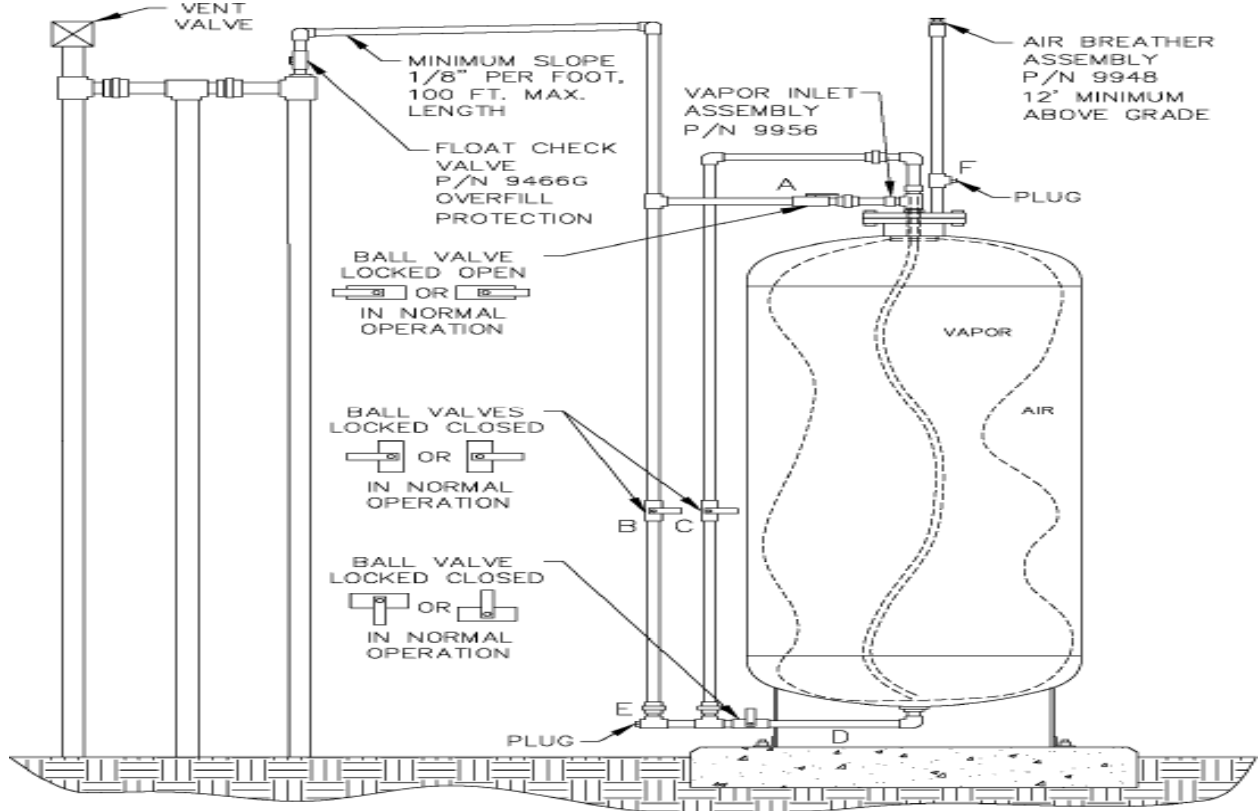 VENT
VALVE
MINIMUM SLOPE
1/8" PER FOOT,
100 FT. MAX.
LENGTH
FLOAT CHECK
VALVE
P/N 9466G
OVERFILL
PROTECTION
VAPOR INLET
ASSEMBLY
P/N 9956
AIR BREATHER
ASSEMBLY
P/N 9948
12' MINIMUM
ABOVE GRADE
F
PLUG
A
BALL VALVE
LOCKED OPEN
OR
IN NORMAL
OPERATION
VAPOR
AIR
BALL VALVES
LOCKED CLOSED
OR
IN NORMAL
OPERATION
B
C
BALL VALVE
LOCKED CLOSED
OR
IN NORMAL
OPERATION
E
PLUG
D